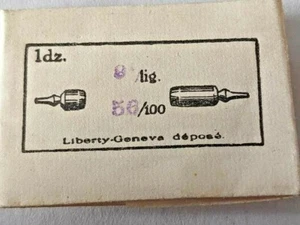 1dz.
9 /lig.
56/100
Liberty-Geneva déposé.